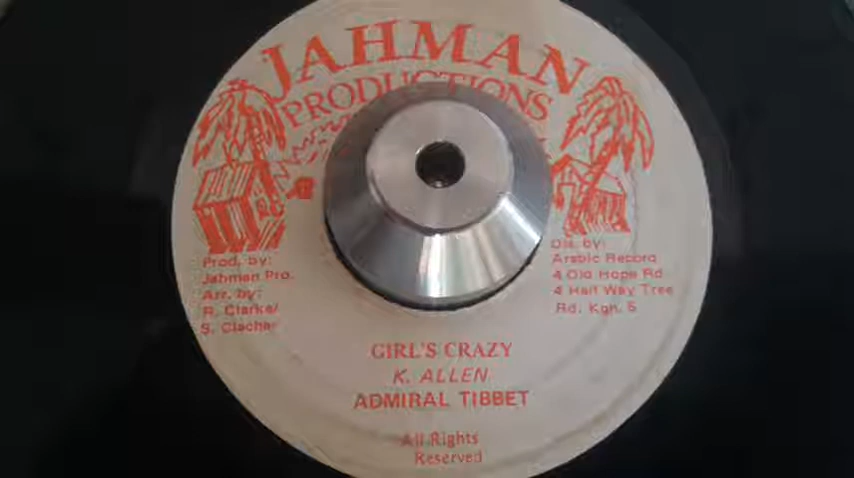 JAHMAN
PRODUCTIONS
Prod. by:
Jahman Pro.
Arr. by:
R. Clarke/
S. Clacher
Dis. by:
Arabic Record
4 Old Hope Rd
4 Half Way Tree
Rd. Kgn. 5
GIRL'S CRAZY
K. ALLEN
ADMIRAL TIBBET
All Rights
Reserved